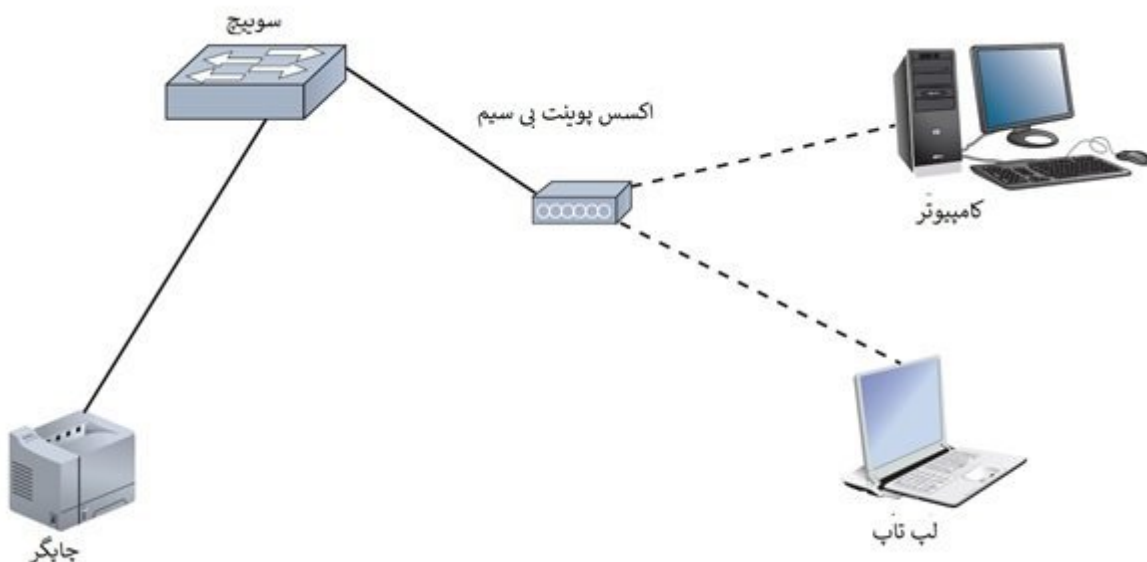 سوییچ
اکسس پوینت بی سیم
کامپیوتر
لپ تاپ
چاپگر